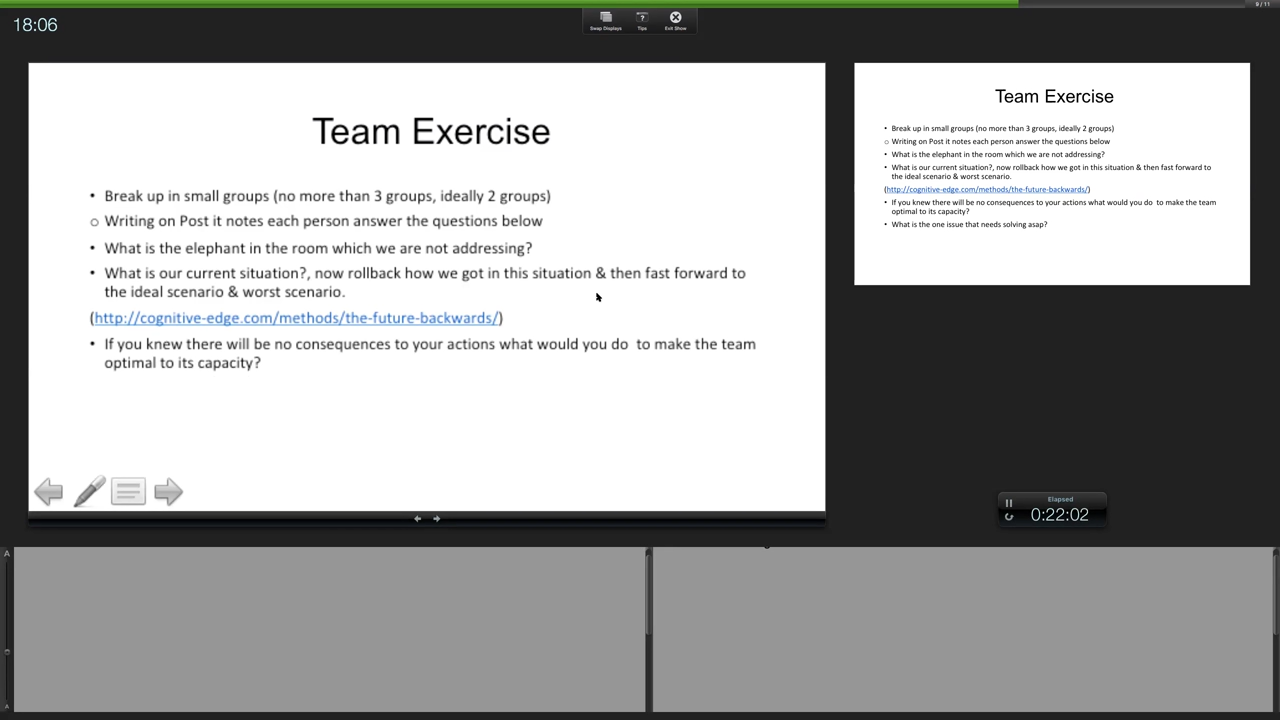 9 / 11
18:06
Swap Displays
Tips
Exit Show
Team Exercise
• Break up in small groups (no more than 3 groups, ideally 2 groups)
o Writing on Post it notes each person answer the questions below
• What is the elephant in the room which we are not addressing?
• What is our current situation?, now rollback how we got in this situation & then fast forward to
the ideal scenario & worst scenario.
(http://cognitive-edge.com/methods/the-future-backwards/)
• If you knew there will be no consequences to your actions what would you do  to make the team
optimal to its capacity?
Team Exercise
• Break up in small groups (no more than 3 groups, ideally 2 groups)
o Writing on Post it notes each person answer the questions below
• What is the elephant in the room which we are not addressing?
• What is our current situation?, now rollback how we got in this situation & then fast forward to
the ideal scenario & worst scenario.
(http://cognitive-edge.com/methods/the-future-backwards/)
• If you knew there will be no consequences to your actions what would you do  to make the team
optimal to its capacity?
• What is the one issue that needs solving asap?
Elapsed
0:22:02
A
A